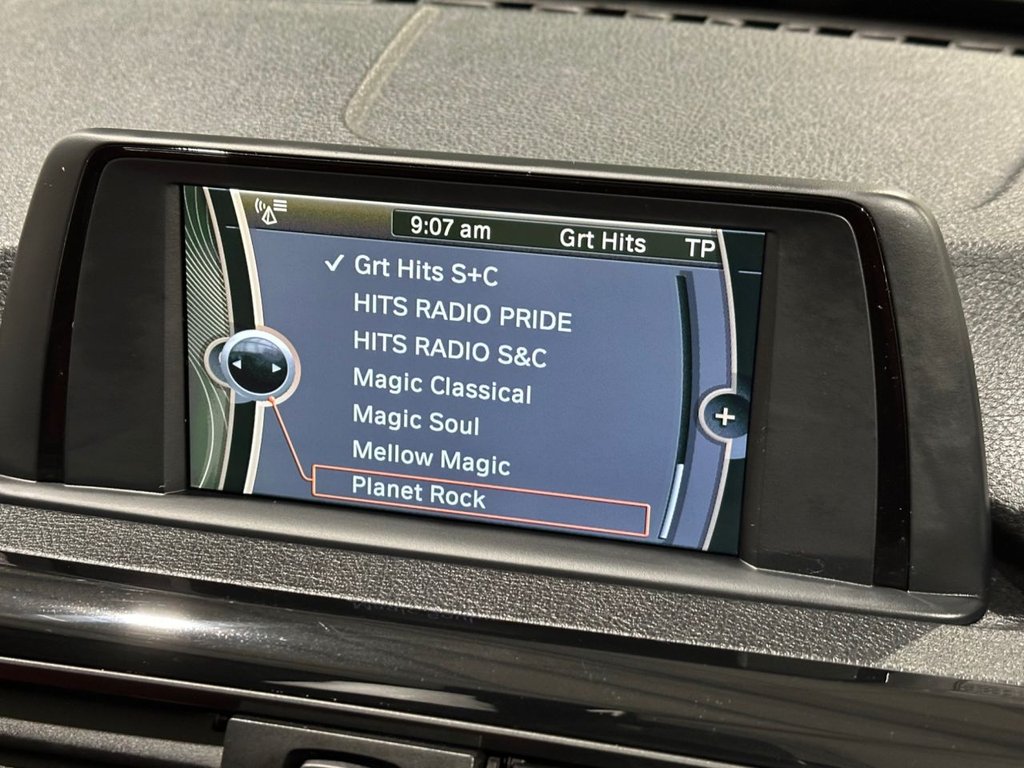 9:07 am Grt Hits TP
✓ Grt Hits S+C
HITS RADIO PRIDE
HITS RADIO S&C
Magic Classical
Magic Soul
Mellow Magic
Planet Rock